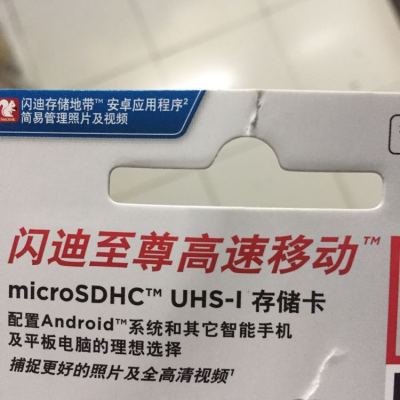 闪迪存储地带™ 安卓应用程序²
简易管理照片及视频
闪迪至尊高速移动™
microSDHC™ UHS-I 存储卡
配置Android™系统和其它智能手机
及平板电脑的理想选择
捕捉更好的照片及全高清视频¹